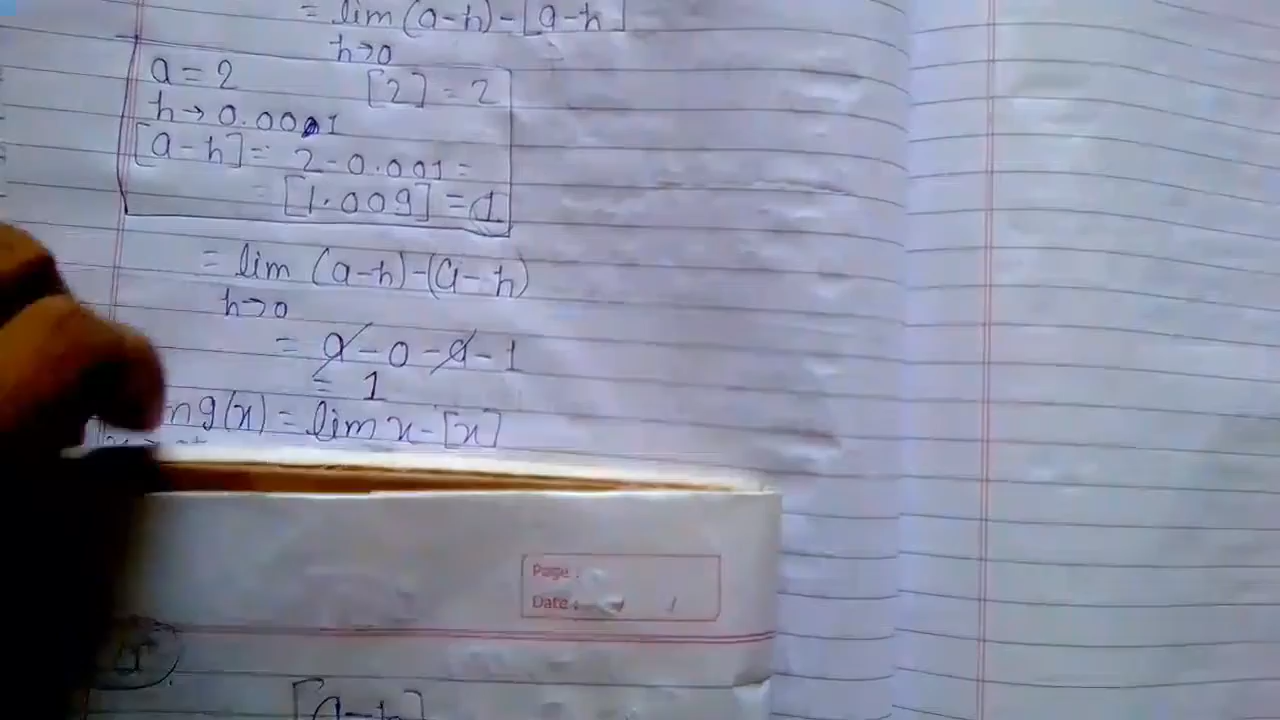 = lim (a-h) - [a-h]
h→0
a = 2 [2] = 2
h → 0.001
[a-h] = 2-0.001 =
= [1.009] = 1
= lim (a-h) -(a-h)
h→0
= a - 0 - a - 1
= 1
g(x) = lim x - [x]
Page :
Date : / /
[a-h]